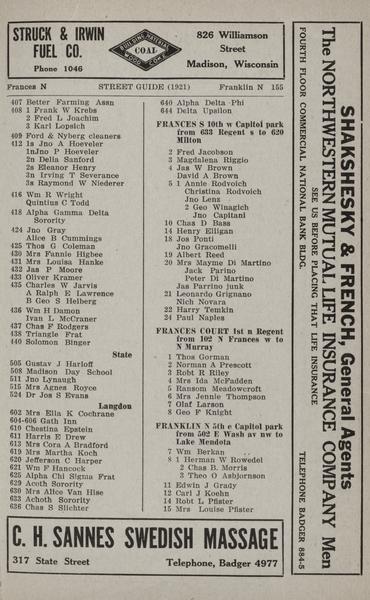 STRUCK & IRWIN
FUEL CO.
Phone 1046
BUILDING MATERIAL
COAL
WOOD COKE
826 Williamson
Street
Madison, Wisconsin
Frances N STREET GUIDE (1921) Franklin N 155
407 Better Farming Assn
408 1 Frank W Krebs
2 Fred L Joachim
3 Karl Lopsich
409 Ford & Nyberg cleaners
412 1s Jno A Hoeveler
1nJno P Hoeveler
2n Delia Sanford
2s Eleanor Henry
3n Irving T Severance
3s Raymond W Niederer
416 Wm R Wright
Quintius C Todd
418 Alpha Gamma Delta
Sorority
424 Jno Gray
Alice B Cummings
425 Thos G Coleman
430 Mrs Fannie Higbee
431 Mrs Louisa Hanke
432 Jas P Moore
433 Oliver Kramer
435 Charles W Jarvis
A Ralph E Lawrence
B Geo S Helberg
436 Wm H Damon
Ivan L McCraner
437 Chas F Rodgers
438 Triangle Frat
440 Solomon Binger
State
505 Gustav J Harloff
508 Madison Day School
511 Jno Lynaugh
515 Mrs Agnes Royce
524 Dr Jos S Evans
Langdon
602 Mrs Ella K Cochrane
604-606 Gath Inn
610 Chestina Epstein
611 Harris E Drew
613 Mrs Cora A Bradford
619 Mrs Martha Koch
620 Jefferson C Harper
621 Wm F Hancock
625 Alpha Chi Sigma Frat
629 Acoth Sorority
630 Mrs Alice Van Hise
633 Achoth Sorority
636 Chas S Slichter
640 Alpha Delta Phi
644 Delta Upsilon
FRANCES S 10th w Capitol park
from 633 Regent s to 620
Milton
2 Fred Jacobson
3 Magdalena Riggio
4 Jas W Brown
David A Brown
5 1 Annie Rodvoich
Christina Rodvoich
Jno Lenz
2 Geo Winagich
Jno Capitani
10 Chas D Bass
14 Henry Elligan
18 Jos Ponti
Jno Gracomelli
19 Albert Reed
20 Mrs Mayme Di Martino
Jack Parino
Peter Di Martino
Jas Parrino junk
21 Leonardo Grignano
Nich Novara
22 Harry Temkin
24 Paul Naples
FRANCES COURT 1st n Regent
from 102 N Frances w to
N Murray
1 Thos Gorman
2 Norman A Prescott
3 Robt R Riley
4 Mrs Ida McFadden
5 Ransom Meadowcroft
6 Mrs Jennie Thompson
7 Olaf Larson
8 Geo F Knight
FRANKLIN N 5th e Capitol park
from 502 E Wash av nw to
Lake Mendota
7 Wm Berkan
8 1 Herman W Rowedel
2 Chas B. Morris
3 Theo O Asbjornson
11 Edwin J Grady
12 Carl J Koehn
14 Robt L Pfister
15 Mrs Louise Pfister
C. H. SANNES SWEDISH MASSAGE
317 State Street Telephone, Badger 4977
SHAKSHESKY & FRENCH, General Agents
The NORTHWESTERN MUTUAL LIFE INSURANCE COMPANY Men
SEE US BEFORE PLACING THAT LIFE INSURANCE
FOURTH FLOOR COMMERCIAL NATIONAL BANK BLDG. TELEPHONE BADGER 884-5